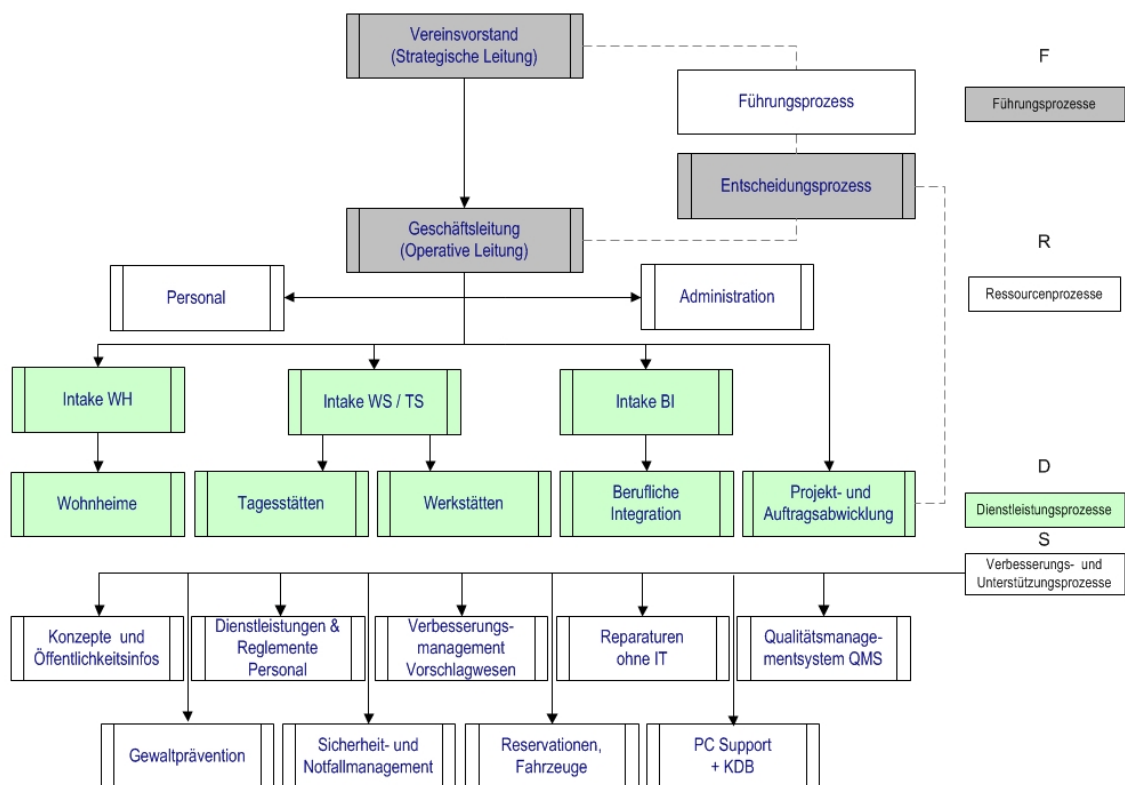 Vereinsvorstand
(Strategische Leitung)
F
Führungsprozess
Führungsprozesse
Entscheidungsprozess
Geschäftsleitung
(Operative Leitung)
R
Personal
Administration
Ressourcenprozesse
Intake WH
Intake WS / TS
Intake BI
D
Wohnheime
Tagesstätten
Werkstätten
Berufliche
Integration
Projekt- und
Auftragsabwicklung
Dienstleistungsprozesse
S
Verbesserungs- und
Unterstützungsprozesse
Konzepte und
Öffentlichkeitsinfos
Dienstleistungen &
Reglemente
Personal
Verbesserungs-
management
Vorschlagwesen
Reparaturen
ohne IT
Qualitätsmanage-
mentsystem QMS
Gewaltprävention
Sicherheit- und
Notfallmanagement
Reservationen,
Fahrzeuge
PC Support
+ KDB